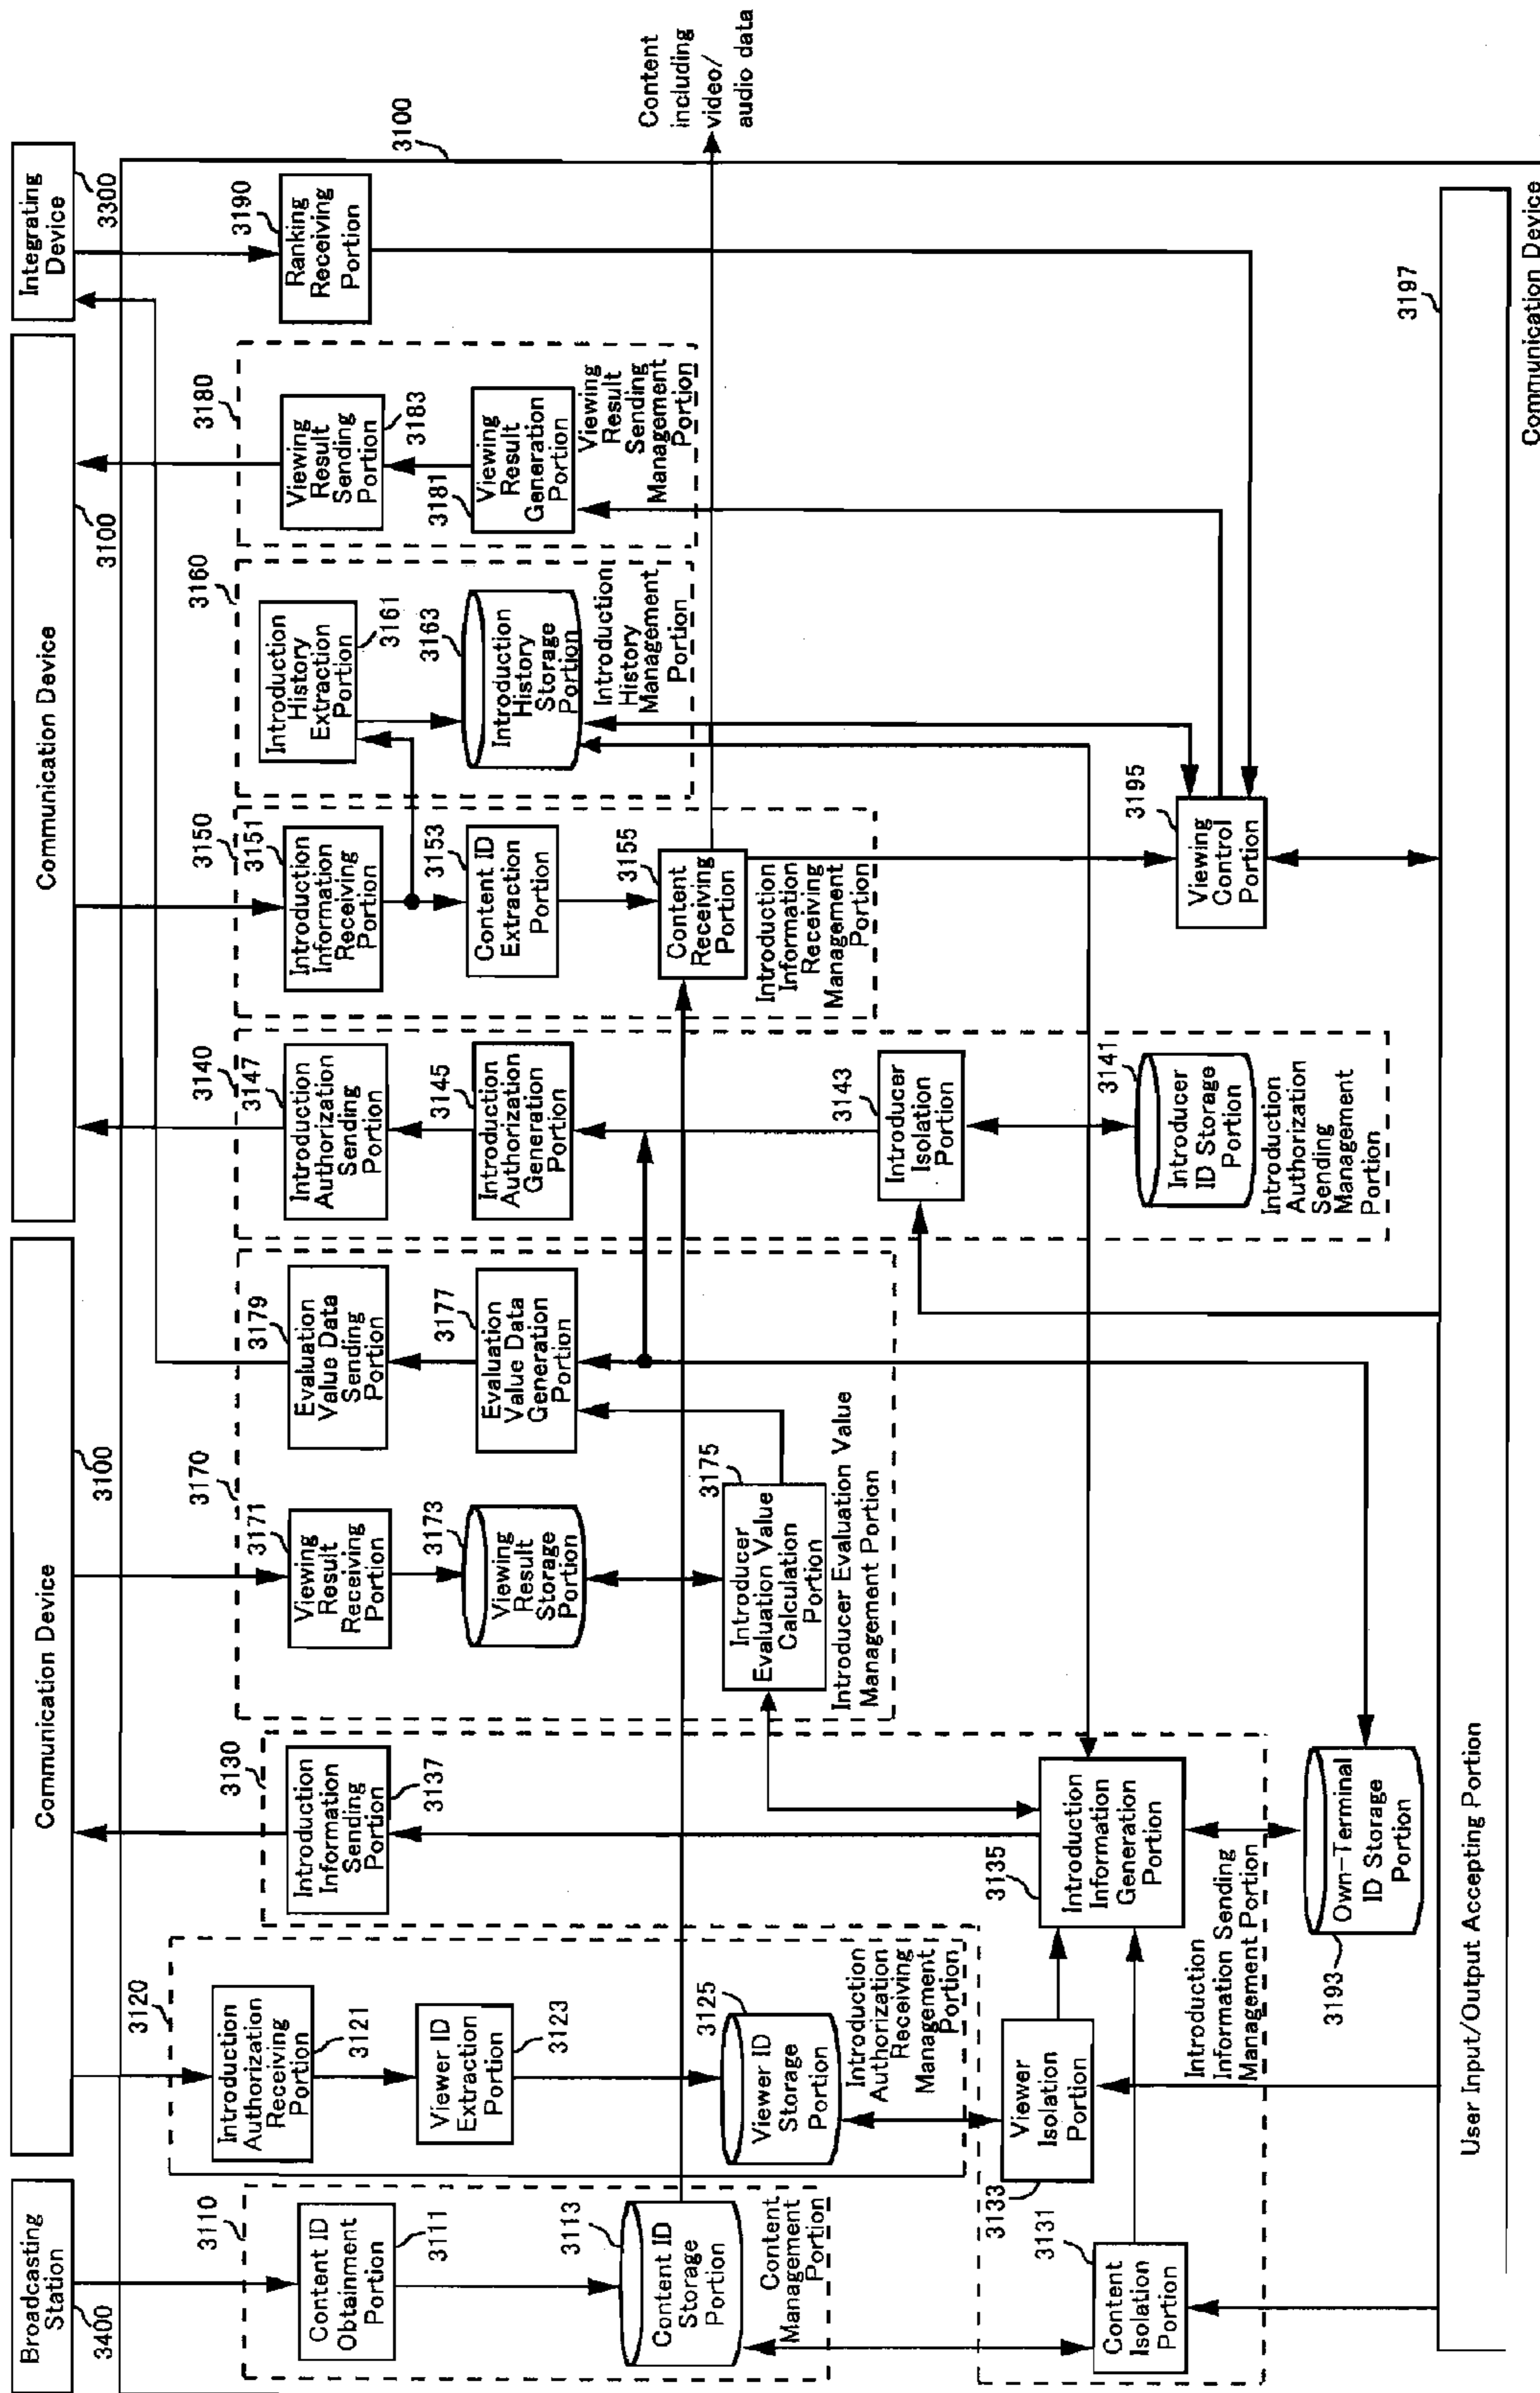 Broadcasting
Station
3400
Communication Device
3100
Communication Device
3100
Integrating
Device
3300
3100
3110
Content ID
Obtainment
Portion
3111
3113
Content ID
Storage
Portion
Content
Management
Portion
3120
Introduction
Authorization
Receiving
Portion
3121
Viewer ID
Extraction
Portion
3123
3125
Viewer ID
Storage
Portion
Introduction
Authorization
Receiving
Management
Portion
3130
Introduction
Information
Sending
Portion
3137
3135
Introduction
Information
Generation
Portion
3133
Viewer
Isolation
Portion
3131
Content
Isolation
Portion
Introduction
Information Sending
Management Portion
3193
Own-Terminal
ID Storage
Portion
3170
3171
Viewing
Result
Receiving
Portion
3173
Viewing
Result
Storage
Portion
3175
Introducer
Evaluation Value
Calculation
Portion
Introducer Evaluation Value
Management Portion
3179
Evaluation
Value Data
Sending
Portion
3177
Evaluation
Value Data
Generation
Portion
3140
3147
Introduction
Authorization
Sending
Portion
3145
Introduction
Authorization
Generation
Portion
3143
Introducer
Isolation
Portion
3141
Introducer
ID Storage
Portion
Introduction
Authorization
Sending
Management
Portion
3150
3151
Introduction
Information
Receiving
Portion
3153
Content ID
Extraction
Portion
3155
Content
Receiving
Portion
Introduction
Information
Receiving
Management
Portion
3160
Introduction
History
Extraction
Portion
3161
3163
Introduction
History
Storage
Portion
Introduction
History
Management
Portion
3180
Viewing
Result
Sending
Portion
3183
3181
Viewing
Result
Generation
Portion
Viewing
Result
Sending
Management
Portion
3190
Ranking
Receiving
Portion
Content
including
video/
audio data
3195
Viewing
Control
Portion
3197
User Input/Output Accepting Portion
Communication Device